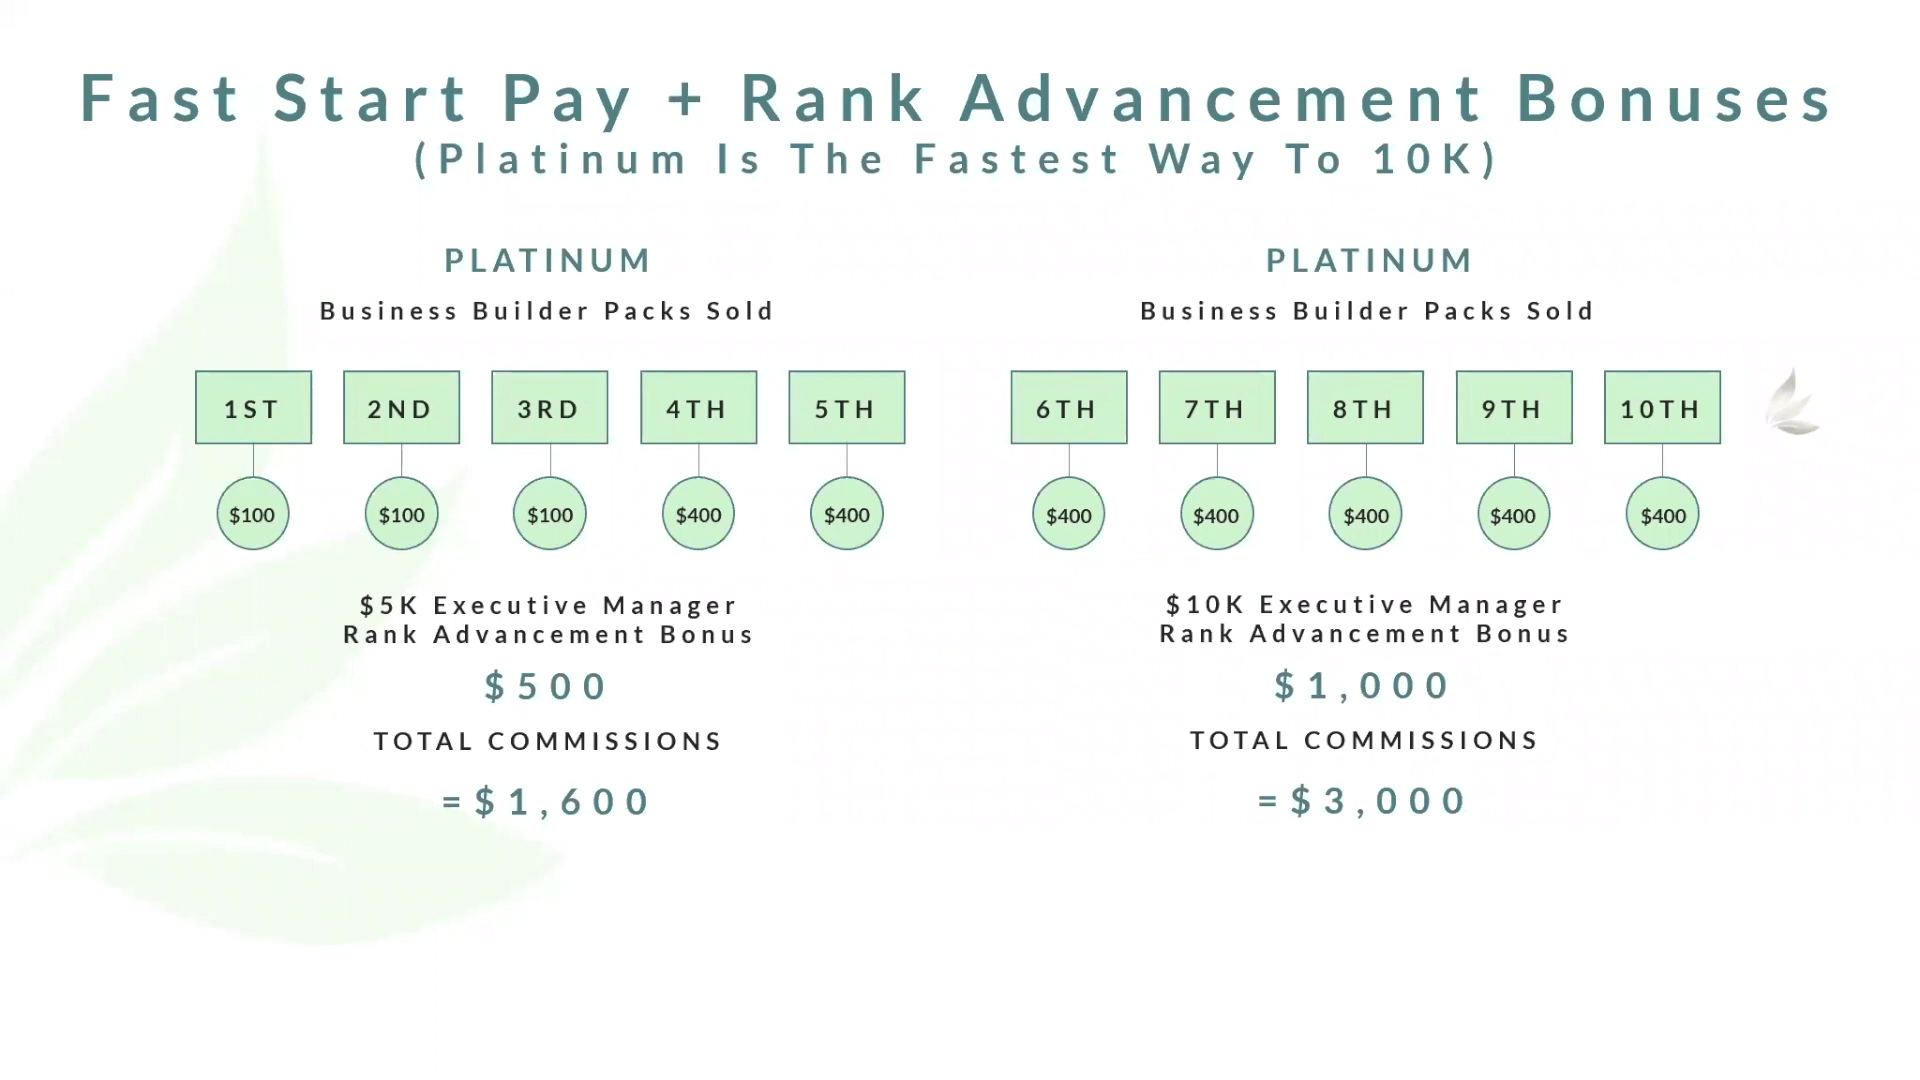 Fast Start Pay + Rank Advancement Bonuses
(Platinum Is The Fastest Way To 10K)
PLATINUM
Business Builder Packs Sold
1ST 2ND 3RD 4TH 5TH
$100 $100 $100 $400 $400
$5K Executive Manager
Rank Advancement Bonus
$500
TOTAL COMMISSIONS
=$1,600
PLATINUM
Business Builder Packs Sold
6TH 7TH 8TH 9TH 10TH
$400 $400 $400 $400 $400
$10K Executive Manager
Rank Advancement Bonus
$1,000
TOTAL COMMISSIONS
=$3,000